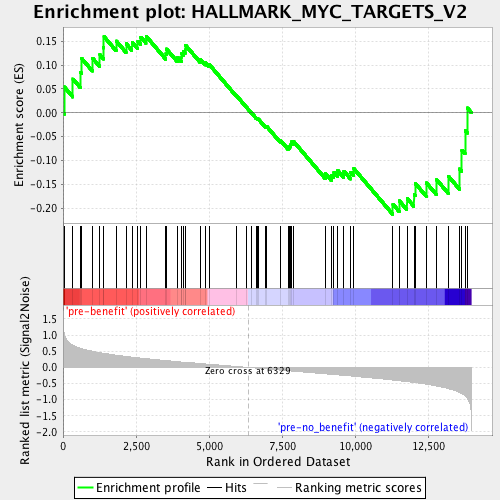 Enrichment plot: HALLMARK_MYC_TARGETS_V2
Enrichment score (ES)
0.15
0.10
0.05
0.00
-0.05
-0.10
-0.15
-0.20
'pre-benefit' (positively correlated)
Ranked list metric (Signal2Noise)
1.5
1.0
0.5
0.0
-0.5
-1.0
-1.5
-2.0
Zero cross at 6329
'pre-no_benefit' (negatively correlated)
0
2,500
5,000
7,500
10,000
12,500
Rank in Ordered Dataset
Enrichment profile
Hits
Ranking metric scores